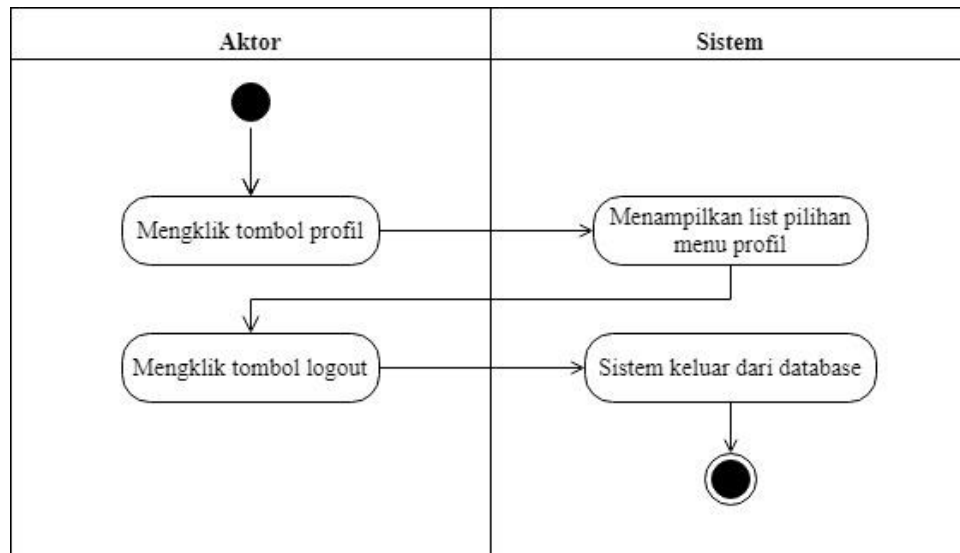 Aktor
Sistem
Mengklik tombol profil
Menampilkan list pilihan
menu profil
Mengklik tombol logout
Sistem keluar dari database